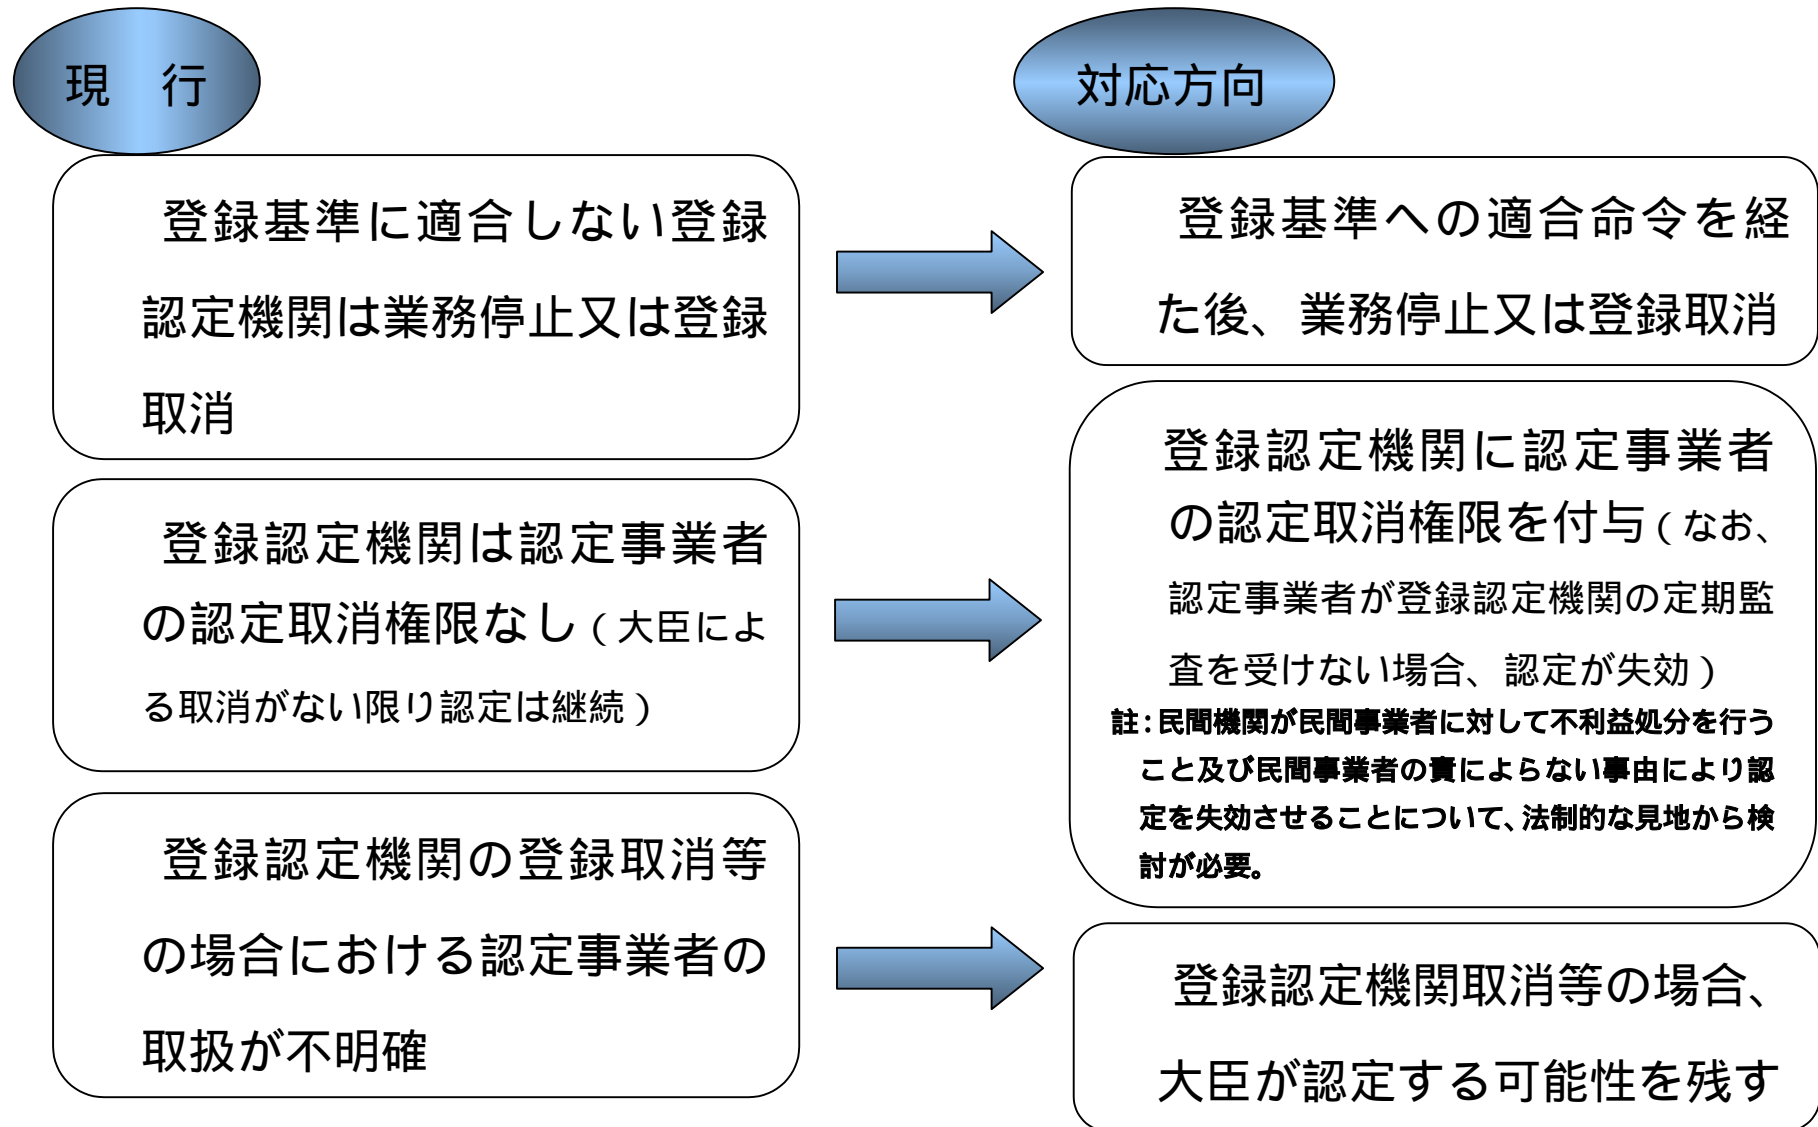 現　行
登録基準に適合しない登録
認定機関は業務停止又は登録
取消
登録認定機関は認定事業者
の認定取消権限なし（大臣によ
る取消がない限り認定は継続）
登録認定機関の登録取消等
の場合における認定事業者の
取扱が不明確
対応方向
登録基準への適合命令を経
た後、業務停止又は登録取消
登録認定機関に認定事業者
の認定取消権限を付与（なお、
認定事業者が登録認定機関の定期監
査を受けない場合、認定が失効）
註：民間機関が民間事業者に対して不利益処分を行う
こと及び民間事業者の責によらない事由により認
定を失効させることについて、法制的な見地から検
討が必要。
登録認定機関取消等の場合、
大臣が認定する可能性を残す